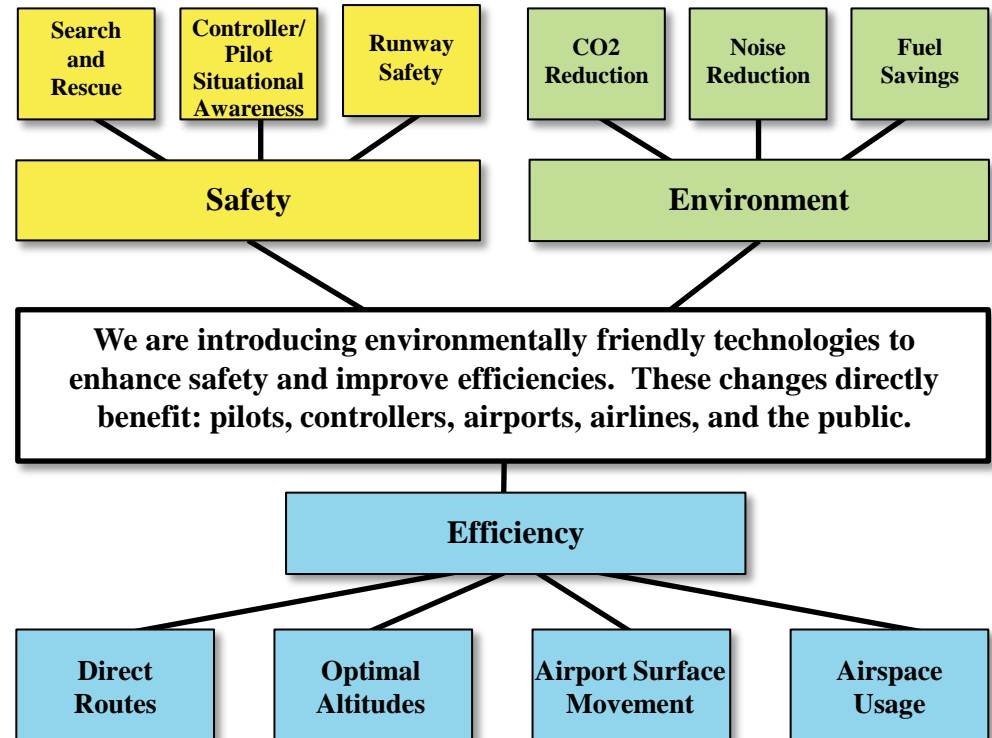 Search
and
Rescue
Controller/
Pilot
Situational
Awareness
Runway
Safety
CO2
Reduction
Noise
Reduction
Fuel
Savings
Safety
Environment
We are introducing environmentally friendly technologies to
enhance safety and improve efficiencies.  These changes directly
benefit: pilots, controllers, airports, airlines, and the public.
Efficiency
Direct
Routes
Optimal
Altitudes
Airport Surface
Movement
Airspace
Usage